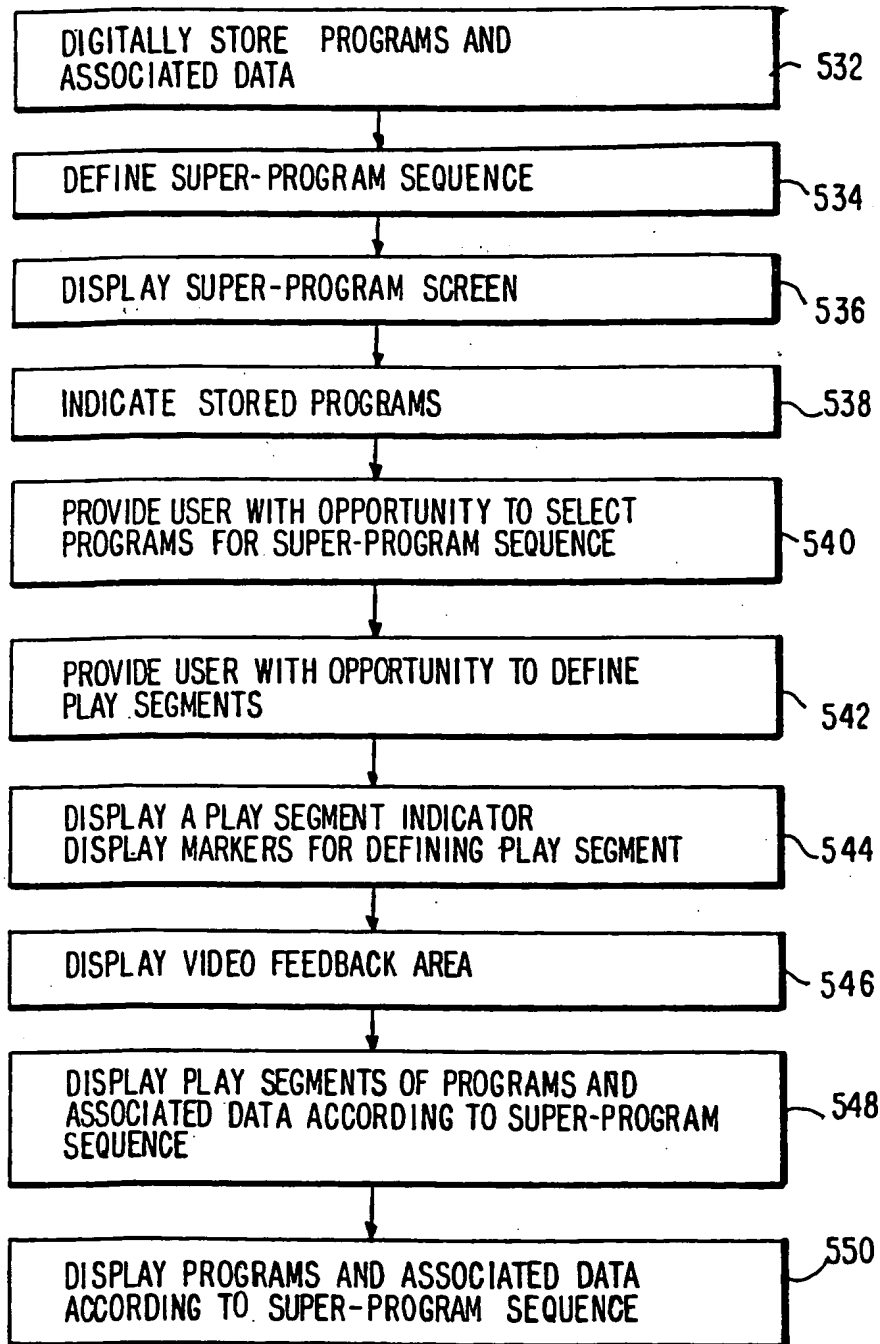 DIGITALLY STORE PROGRAMS AND
ASSOCIATED DATA
532
DEFINE SUPER-PROGRAM SEQUENCE
534
DISPLAY SUPER-PROGRAM SCREEN
536
INDICATE STORED PROGRAMS
538
PROVIDE USER WITH OPPORTUNITY TO SELECT
PROGRAMS FOR SUPER-PROGRAM SEQUENCE
540
PROVIDE USER WITH OPPORTUNITY TO DEFINE
PLAY SEGMENTS
542
DISPLAY A PLAY SEGMENT INDICATOR
DISPLAY MARKERS FOR DEFINING PLAY SEGMENT
544
DISPLAY VIDEO FEEDBACK AREA
546
DISPLAY PLAY SEGMENTS OF PROGRAMS AND
ASSOCIATED DATA ACCORDING TO SUPER-PROGRAM
SEQUENCE
548
DISPLAY PROGRAMS AND ASSOCIATED DATA
ACCORDING TO SUPER-PROGRAM SEQUENCE
550